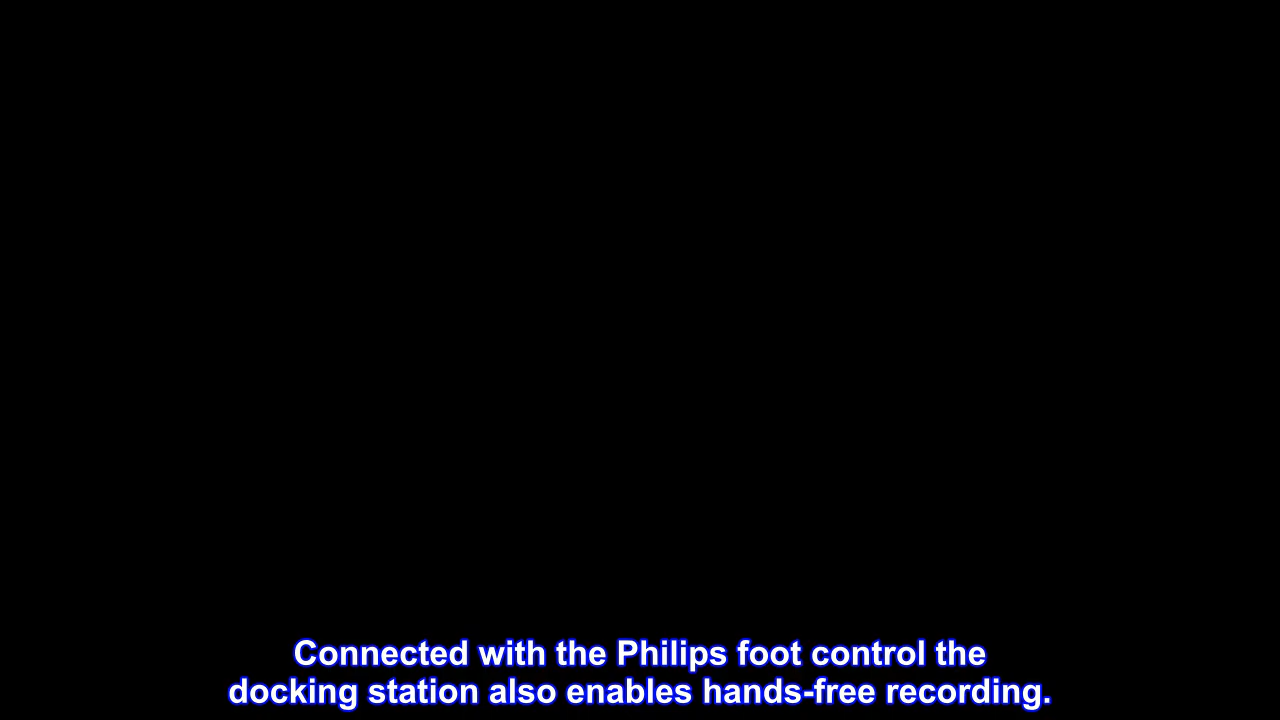 Connected with the Philips foot control the
docking station also enables hands-free recording.